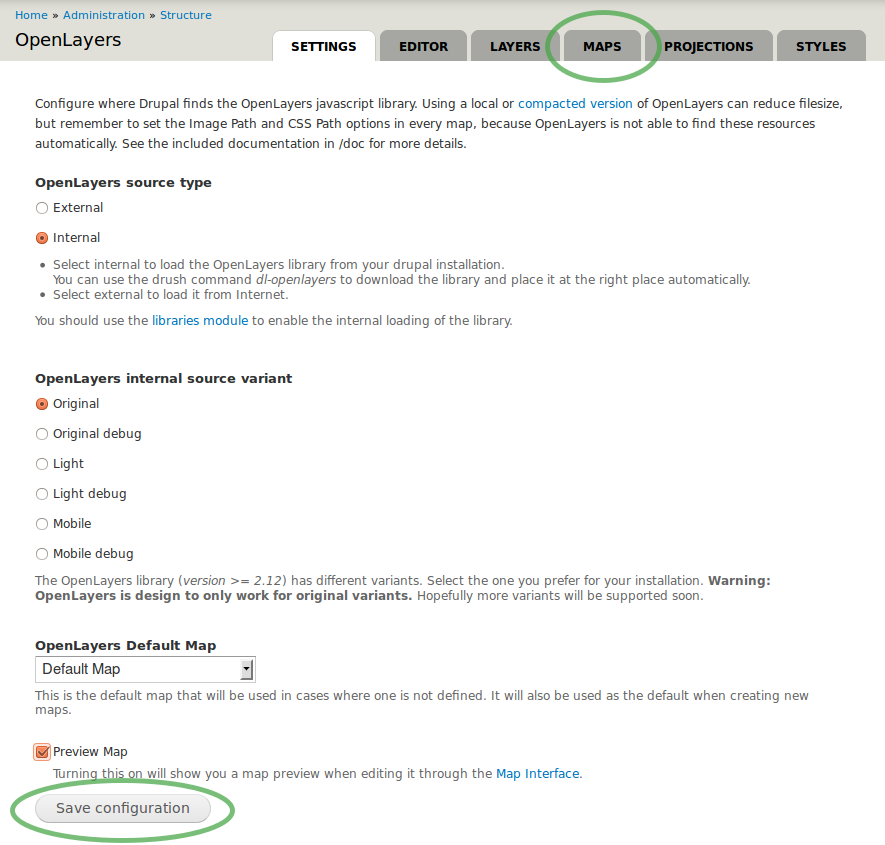 Home » Administration » Structure
OpenLayers
SETTINGS EDITOR LAYERS MAPS PROJECTIONS STYLES
Configure where Drupal finds the OpenLayers javascript library. Using a local or compacted version of OpenLayers can reduce filesize,
but remember to set the Image Path and CSS Path options in every map, because OpenLayers is not able to find these resources
automatically. See the included documentation in /doc for more details.
OpenLayers source type
External
Internal
• Select internal to load the OpenLayers library from your drupal installation.
You can use the drush command dl-openlayers to download the library and place it at the right place automatically.
• Select external to load it from Internet.
You should use the libraries module to enable the internal loading of the library.
OpenLayers internal source variant
Original
Original debug
Light
Light debug
Mobile
Mobile debug
The OpenLayers library (version >= 2.12) has different variants. Select the one you prefer for your installation. Warning:
OpenLayers is design to only work for original variants. Hopefully more variants will be supported soon.
OpenLayers Default Map
Default Map
This is the default map that will be used in cases where one is not defined. It will also be used as the default when creating new
maps.
Preview Map
Turning this on will show you a map preview when editing it through the Map Interface.
Save configuration